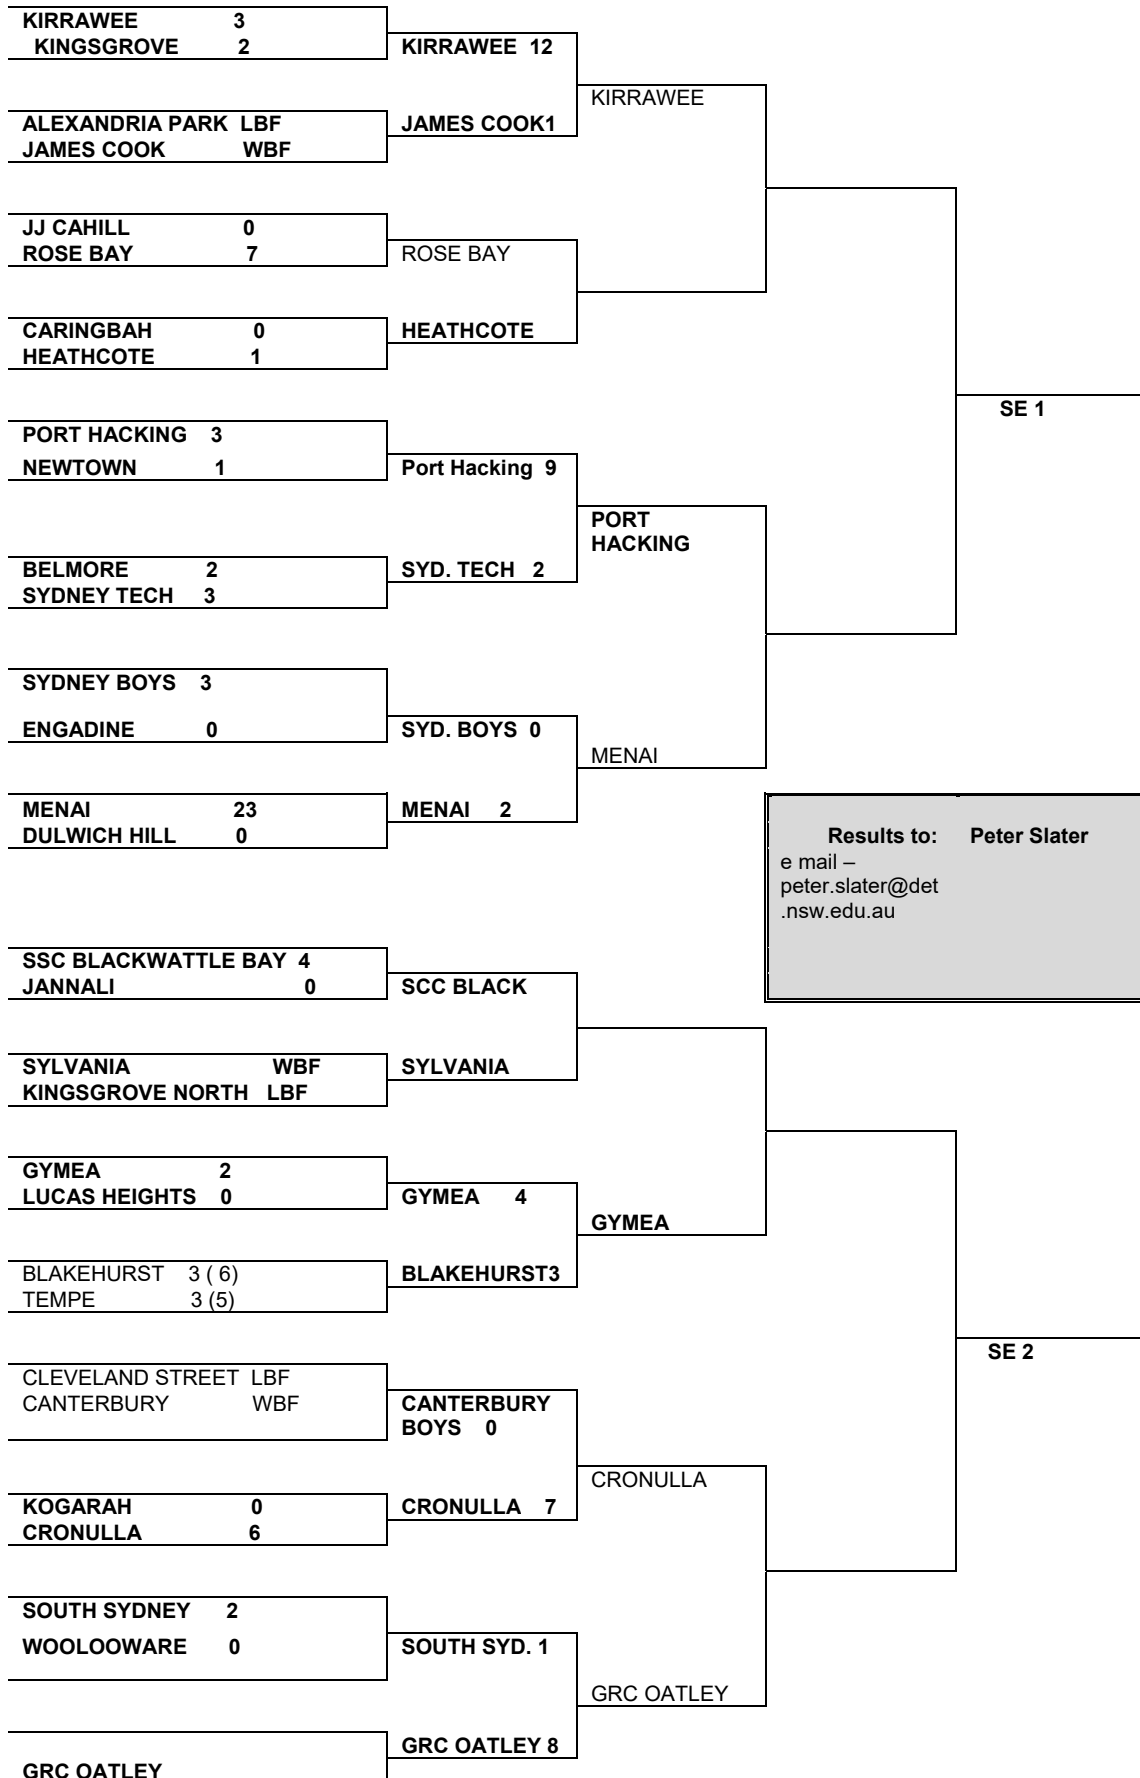 KIRRAWEE 3
KINGSGROVE 2
KIRRAWEE 12
KIRRAWEE
ALEXANDRIA PARK LBF
JAMES COOK WBF
JAMES COOK1
JJ CAHILL 0
ROSE BAY 7
ROSE BAY
CARINGBAH 0
HEATHCOTE 1
HEATHCOTE
SE 1
PORT HACKING 3
NEWTOWN 1
Port Hacking 9
PORT
HACKING
BELMORE 2
SYDNEY TECH 3
SYD. TECH 2
SYDNEY BOYS 3
ENGADINE 0
SYD. BOYS 0
MENAI
MENAI 23
DULWICH HILL 0
MENAI 2
Results to: Peter Slater
e mail –
peter.slater@det
.nsw.edu.au
SSC BLACKWATTLE BAY 4
JANNALI 0
SCC BLACK
SYLVANIA WBF
KINGSGROVE NORTH LBF
SYLVANIA
GYMEA 2
LUCAS HEIGHTS 0
GYMEA 4
GYMEA
BLAKEHURST 3 ( 6)
TEMPE 3 (5)
BLAKEHURST3
SE 2
CLEVELAND STREET LBF
CANTERBURY WBF
CANTERBURY
BOYS 0
CRONULLA
KOGARAH 0
CRONULLA 6
CRONULLA 7
SOUTH SYDNEY 2
WOOLOOWARE 0
SOUTH SYD. 1
GRC OATLEY
GRC OATLEY 8
GRC OATLEY